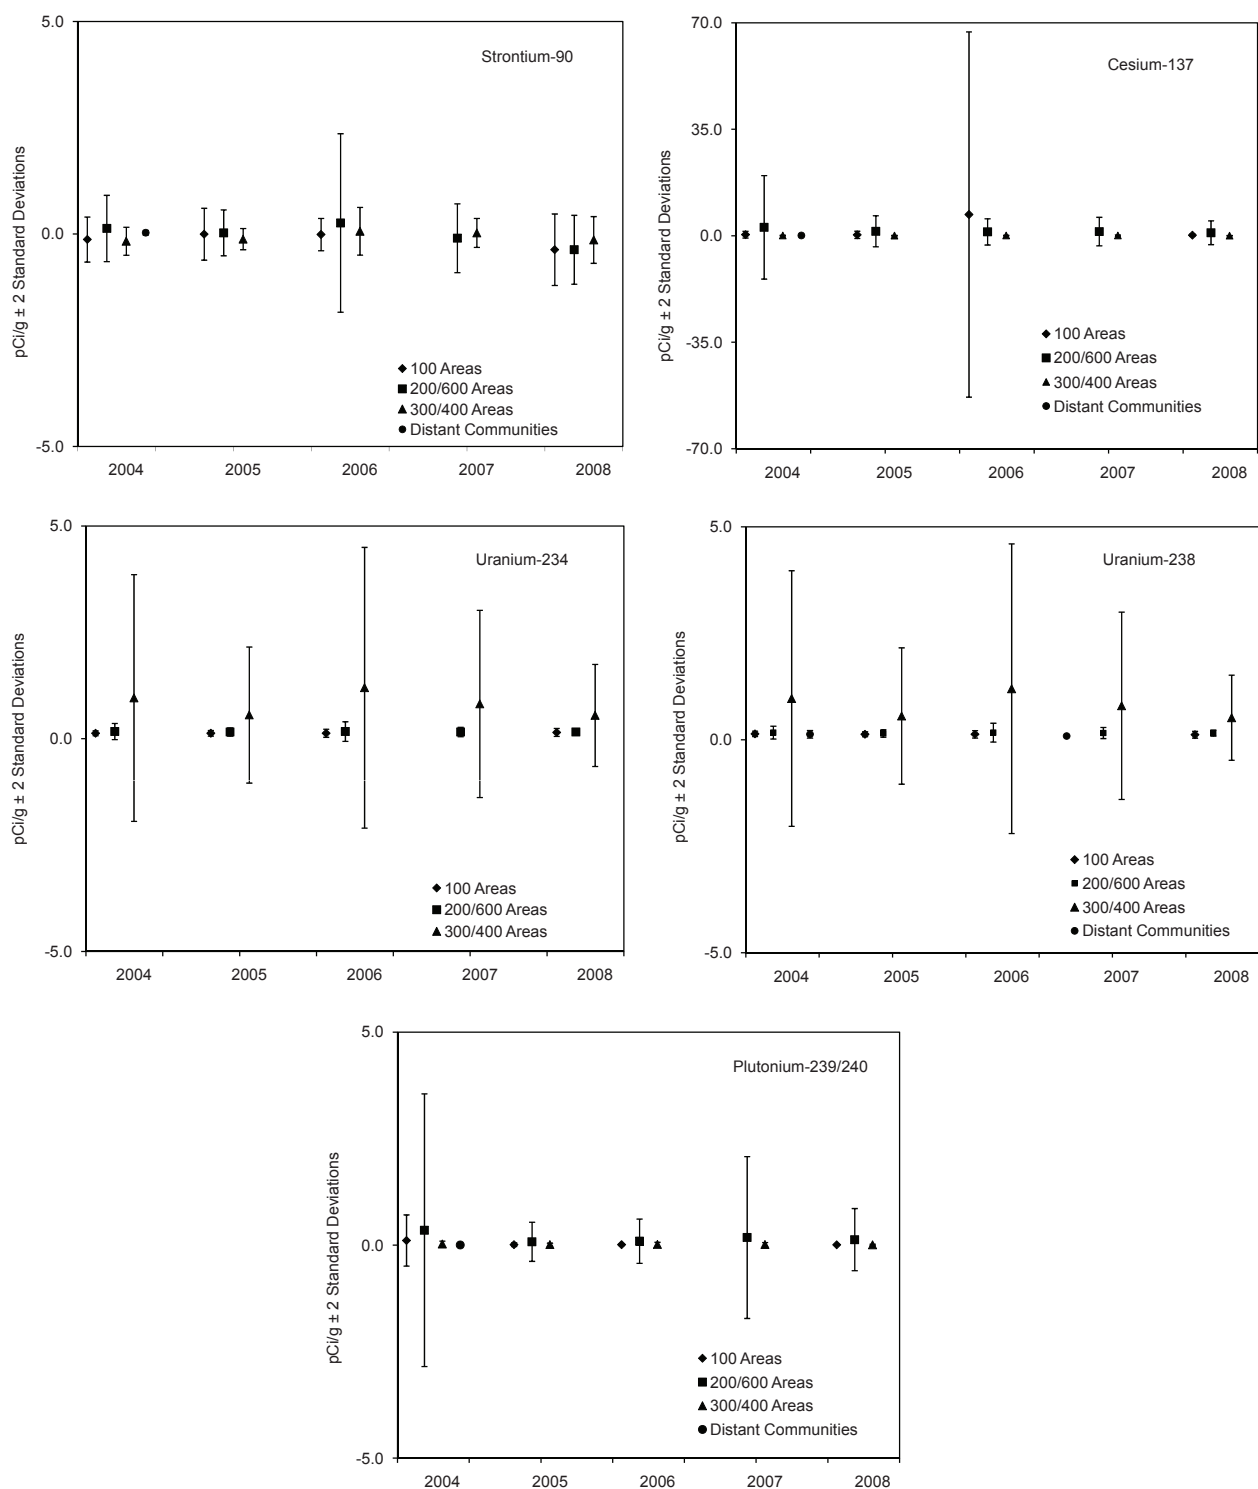 5.0
Strontium-90
pCi/g ± 2 Standard Deviations
0.0
100 Areas
200/600 Areas
300/400 Areas
Distant Communities
-5.0
2004 2005 2006 2007 2008
70.0
Cesium-137
35.0
pCi/g ± 2 Standard Deviations
0.0
-35.0
100 Areas
200/600 Areas
300/400 Areas
Distant Communities
-70.0
2004 2005 2006 2007 2008
5.0
Uranium-234
pCi/g ± 2 Standard Deviations
0.0
100 Areas
200/600 Areas
300/400 Areas
-5.0
2004 2005 2006 2007 2008
5.0
Uranium-238
pCi/g ± 2 Standard Deviations
0.0
100 Areas
200/600 Areas
300/400 Areas
Distant Communities
-5.0
2004 2005 2006 2007 2008
5.0
Plutonium-239/240
pCi/g ± 2 Standard Deviations
0.0
100 Areas
200/600 Areas
300/400 Areas
Distant Communities
-5.0
2004 2005 2006 2007 2008